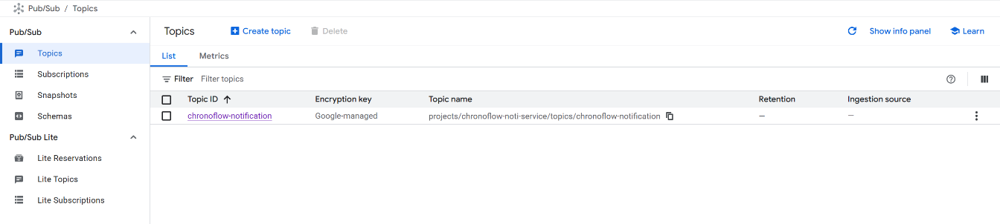 Pub/Sub / Topics
Pub/Sub
Topics
Subscriptions
Snapshots
Schemas
Pub/Sub Lite
Lite Reservations
Lite Topics
Lite Subscriptions
Topics Create topic Delete Show info panel Learn
List Metrics
Filter Filter topics
Topic ID Encryption key Topic name Retention Ingestion source
chronoflow-notification Google-managed projects/chronoflow-noti-service/topics/chronoflow-notification — —